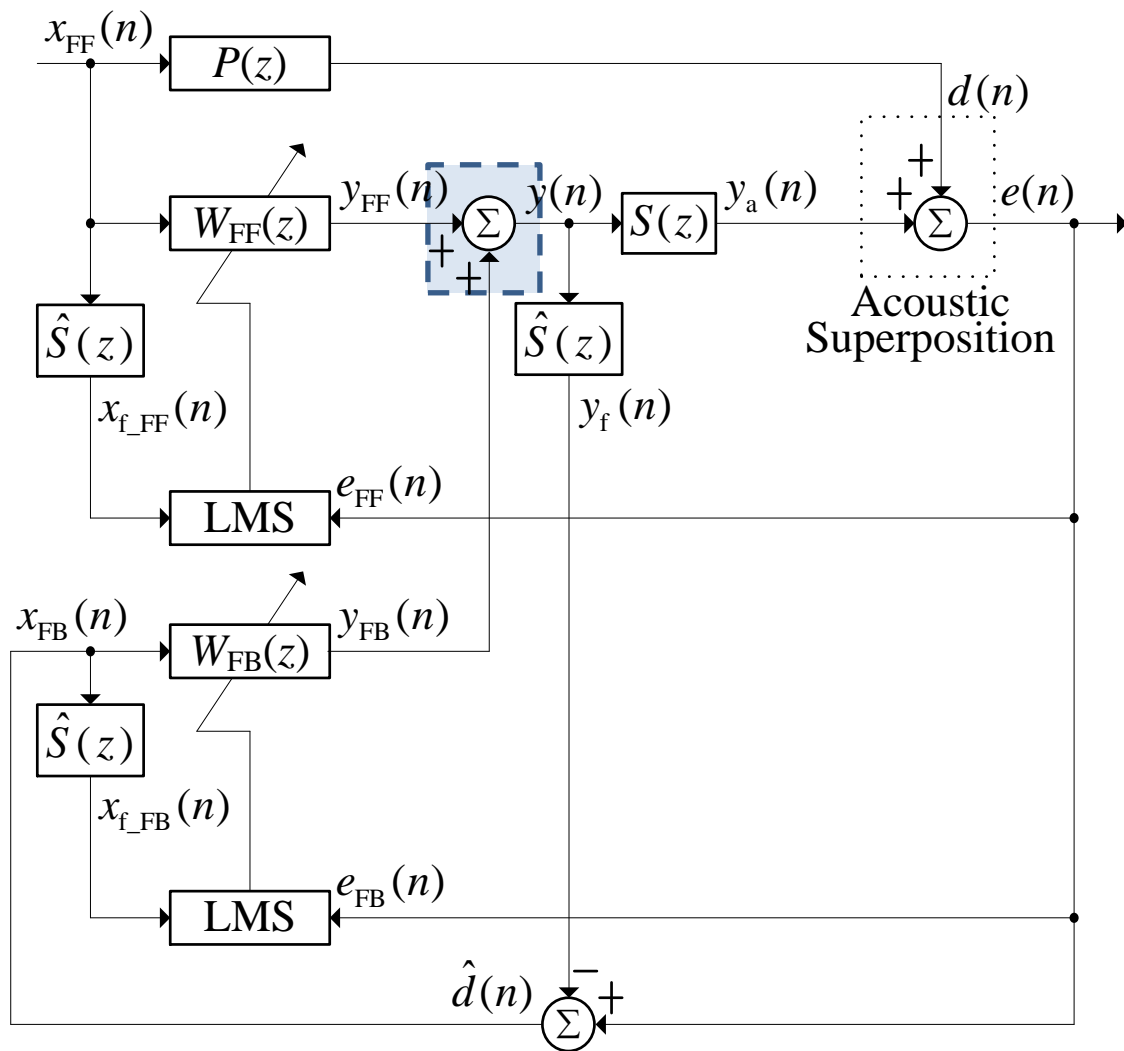 x_FF(n)
P(z)
d(n)
+
+
W_FF(z)
y_FF(n)
Σ
+
+
y(n)
S(z)
y_a(n)
Σ
e(n)
Acoustic
Superposition
Ŝ(z)
Ŝ(z)
x_f_FF(n)
y_f(n)
LMS
e_FF(n)
x_FB(n)
W_FB(z)
y_FB(n)
Ŝ(z)
x_f_FB(n)
LMS
e_FB(n)
d̂(n)
−
+
Σ